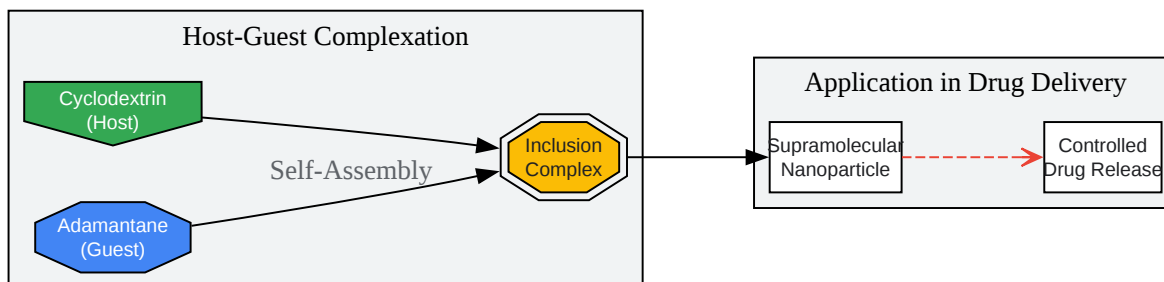 Host-Guest Complexation
Cyclodextrin
(Host)
Self-Assembly
Adamantane
(Guest)
Inclusion
Complex
Application in Drug Delivery
Supramolecular
Nanoparticle
Controlled
Drug Release